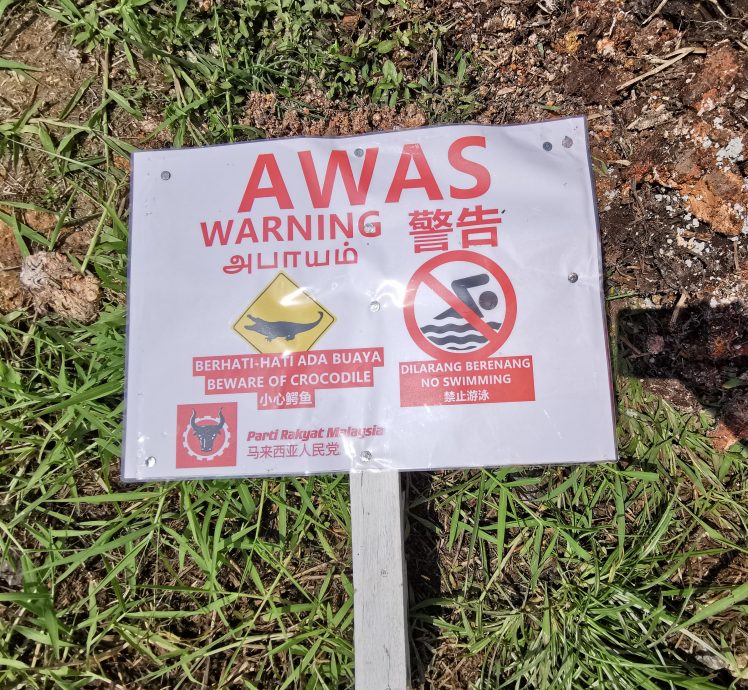 AWAS
WARNING 警告
அபாயம்
BERHATI-HATI ADA BUAYA
BEWARE OF CROCODILE
小心鳄鱼
DILARANG BERENANG
NO SWIMMING
禁止游泳
Parti Rakyat Malaysia
马来西亚人民党